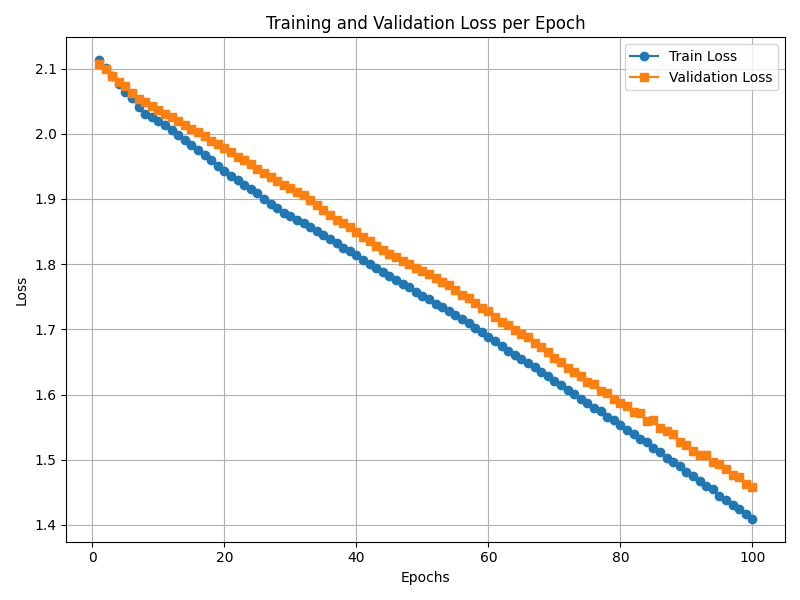 Training and Validation Loss per Epoch
Train Loss
Validation Loss
2.1
2.0
1.9
1.8
1.7
1.6
1.5
1.4
Loss
0 20 40 60 80 100
Epochs